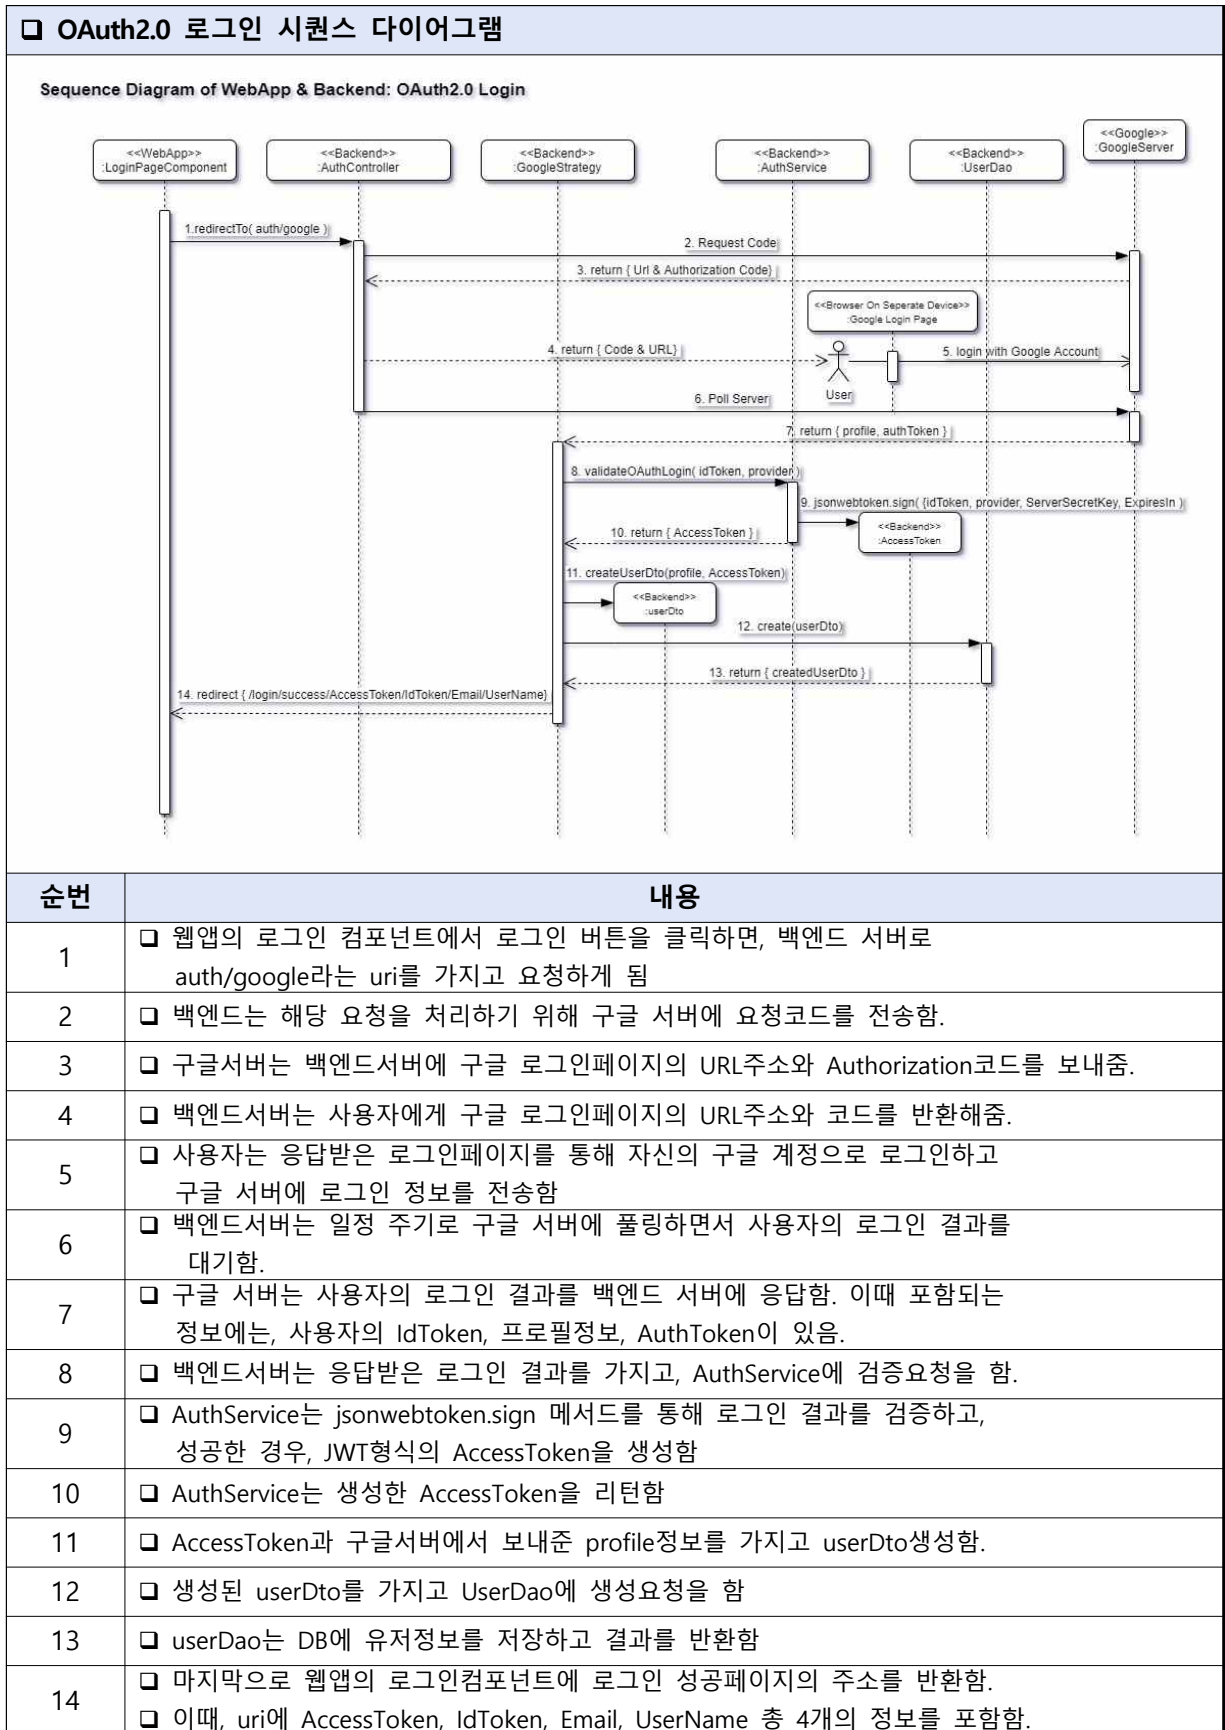 ❑ OAuth2.0 로그인 시퀀스 다이어그램
Sequence Diagram of WebApp & Backend: OAuth2.0 Login
<<WebApp>>
:LoginPageComponent
<<Backend>>
:AuthController
<<Backend>>
:GoogleStrategy
<<Backend>>
:AuthService
<<Backend>>
:UserDao
<<Google>>
:GoogleServer
1.redirectTo( auth/google )
2. Request Code
3. return { Url & Authorization Code}
<<Browser On Seperate Device>>
:Google Login Page
4. return { Code & URL}
5. login with Google Account
User
6. Poll Server
7. return { profile, authToken }
8. validateOAuthLogin( idToken, provider )
9. jsonwebtoken.sign( {idToken, provider, ServerSecretKey, ExpiresIn )
<<Backend>>
:AccessToken
10. return { AccessToken }
11. createUserDto(profile, AccessToken)
<<Backend>>
:userDto
12. create(userDto)
13. return { createdUserDto }
14. redirect { /login/success/AccessToken/IdToken/Email/UserName}
순번 내용
1 ❑ 웹앱의 로그인 컴포넌트에서 로그인 버튼을 클릭하면, 백엔드 서버로
auth/google라는 uri를 가지고 요청하게 됨
2 ❑ 백엔드는 해당 요청을 처리하기 위해 구글 서버에 요청코드를 전송함.
3 ❑ 구글서버는 백엔드서버에 구글 로그인페이지의 URL주소와 Authorization코드를 보내줌.
4 ❑ 백엔드서버는 사용자에게 구글 로그인페이지의 URL주소와 코드를 반환해줌.
5 ❑ 사용자는 응답받은 로그인페이지를 통해 자신의 구글 계정으로 로그인하고
구글 서버에 로그인 정보를 전송함
6 ❑ 백엔드서버는 일정 주기로 구글 서버에 풀링하면서 사용자의 로그인 결과를
대기함.
7 ❑ 구글 서버는 사용자의 로그인 결과를 백엔드 서버에 응답함. 이때 포함되는
정보에는, 사용자의 IdToken, 프로필정보, AuthToken이 있음.
8 ❑ 백엔드서버는 응답받은 로그인 결과를 가지고, AuthService에 검증요청을 함.
9 ❑ AuthService는 jsonwebtoken.sign 메서드를 통해 로그인 결과를 검증하고,
성공한 경우, JWT형식의 AccessToken을 생성함
10 ❑ AuthService는 생성한 AccessToken을 리턴함
11 ❑ AccessToken과 구글서버에서 보내준 profile정보를 가지고 userDto생성함.
12 ❑ 생성된 userDto를 가지고 UserDao에 생성요청을 함
13 ❑ userDao는 DB에 유저정보를 저장하고 결과를 반환함
14 ❑ 마지막으로 웹앱의 로그인컴포넌트에 로그인 성공페이지의 주소를 반환함.
❑ 이때, uri에 AccessToken, IdToken, Email, UserName 총 4개의 정보를 포함함.